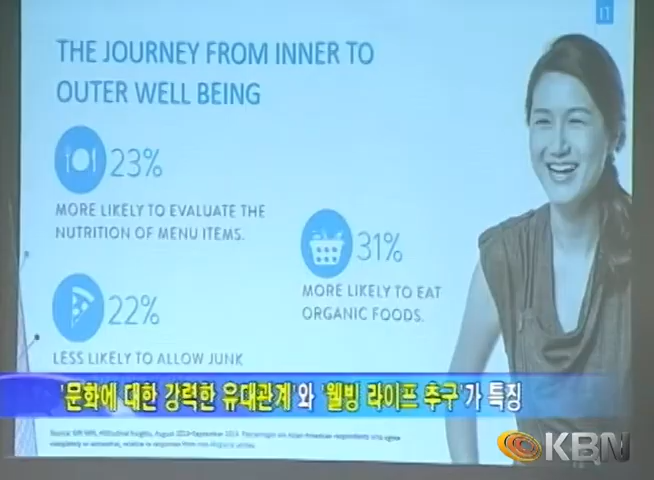 17
THE JOURNEY FROM INNER TO
OUTER WELL BEING
23%
MORE LIKELY TO EVALUATE THE
NUTRITION OF MENU ITEMS.
31%
MORE LIKELY TO EAT
ORGANIC FOODS.
22%
LESS LIKELY TO ALLOW JUNK
'문화에 대한 강력한 유대관계'와 '웰빙 라이프 추구'가 특징
KBN